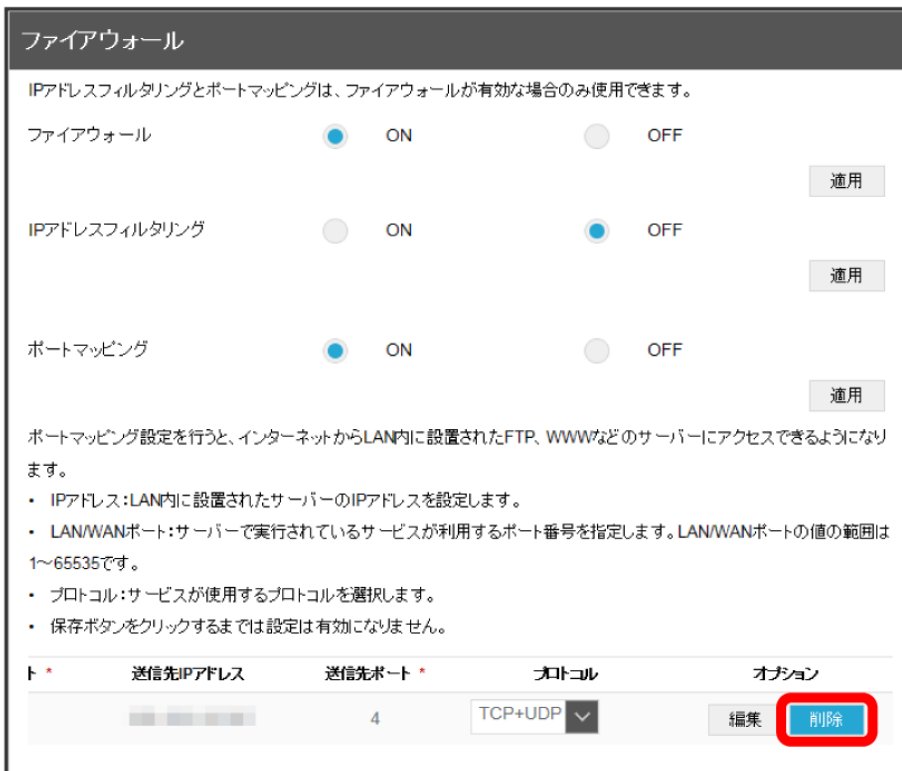 ファイアウォール
IPアドレスフィルタリングとポートマッピングは、ファイアウォールが有効な場合のみ使用できます。
ファイアウォール ON OFF
適用
IPアドレスフィルタリング ON OFF
適用
ポートマッピング ON OFF
適用
ポートマッピング設定を行うと、インターネットからLAN内に設置されたFTP、WWWなどのサーバーにアクセスできるようになり
ます。
・ IPアドレス：LAN内に設置されたサーバーのIPアドレスを設定します。
・ LAN/WANポート：サーバーで実行されているサービスが利用するポート番号を指定します。LAN/WANポートの値の範囲は
1～65535です。
・ プロトコル：サービスが使用するプロトコルを選択します。
・ 保存ボタンをクリックするまでは設定は有効になりません。
ト * 送信先IPアドレス 送信先ポート * プロトコル オプション
4 TCP+UDP 編集 削除